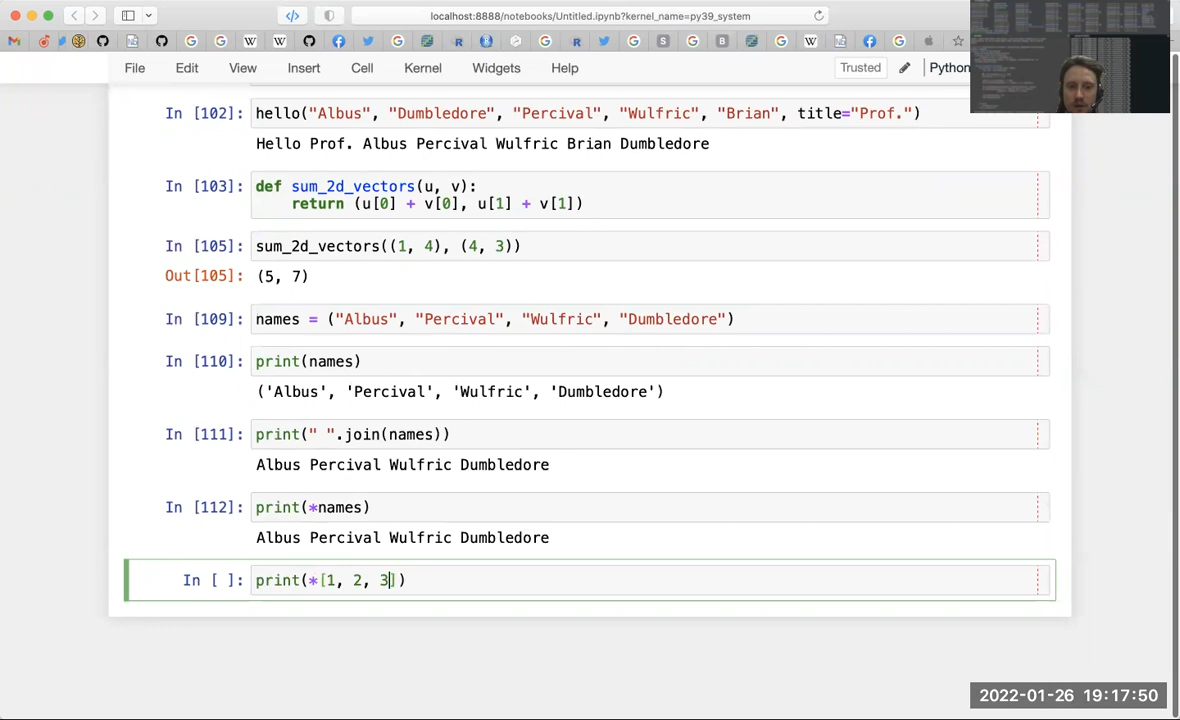 localhost:8888/notebooks/Untitled.ipynb?kernel_name=py39_system
File Edit View Insert Cell Kernel Widgets Help Trusted Python
In [102]: hello("Albus", "Dumbledore", "Percival", "Wulfric", "Brian", title="Prof.")
Hello Prof. Albus Percival Wulfric Brian Dumbledore
In [103]: def sum_2d_vectors(u, v):
return (u[0] + v[0], u[1] + v[1])
In [105]: sum_2d_vectors((1, 4), (4, 3))
Out[105]: (5, 7)
In [109]: names = ("Albus", "Percival", "Wulfric", "Dumbledore")
In [110]: print(names)
('Albus', 'Percival', 'Wulfric', 'Dumbledore')
In [111]: print(" ".join(names))
Albus Percival Wulfric Dumbledore
In [112]: print(*names)
Albus Percival Wulfric Dumbledore
In [ ]: print(*[1, 2, 3])
2022-01-26 19:17:50